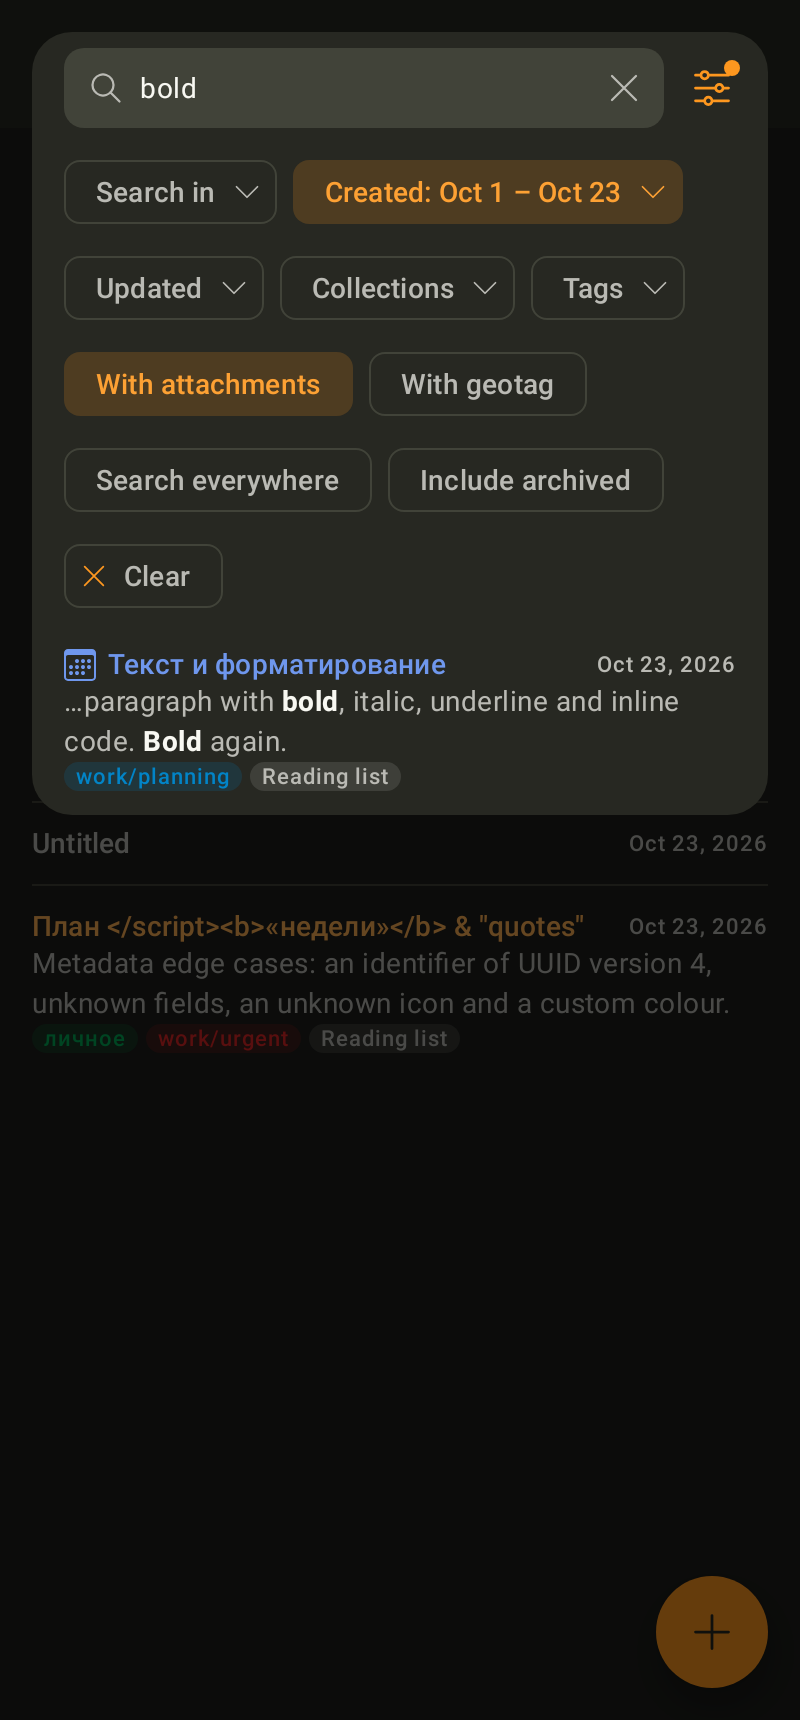 bold
Search in
Created: Oct 1 – Oct 23
Updated
Collections
Tags
With attachments
With geotag
Search everywhere
Include archived
Clear
Текст и форматирование
Oct 23, 2026
…paragraph with bold, italic, underline and inline
code. Bold again.
work/planning
Reading list
Untitled
Oct 23, 2026
План </script><b>«недели»</b> & "quotes"
Oct 23, 2026
Metadata edge cases: an identifier of UUID version 4,
unknown fields, an unknown icon and a custom colour.
личное
work/urgent
Reading list